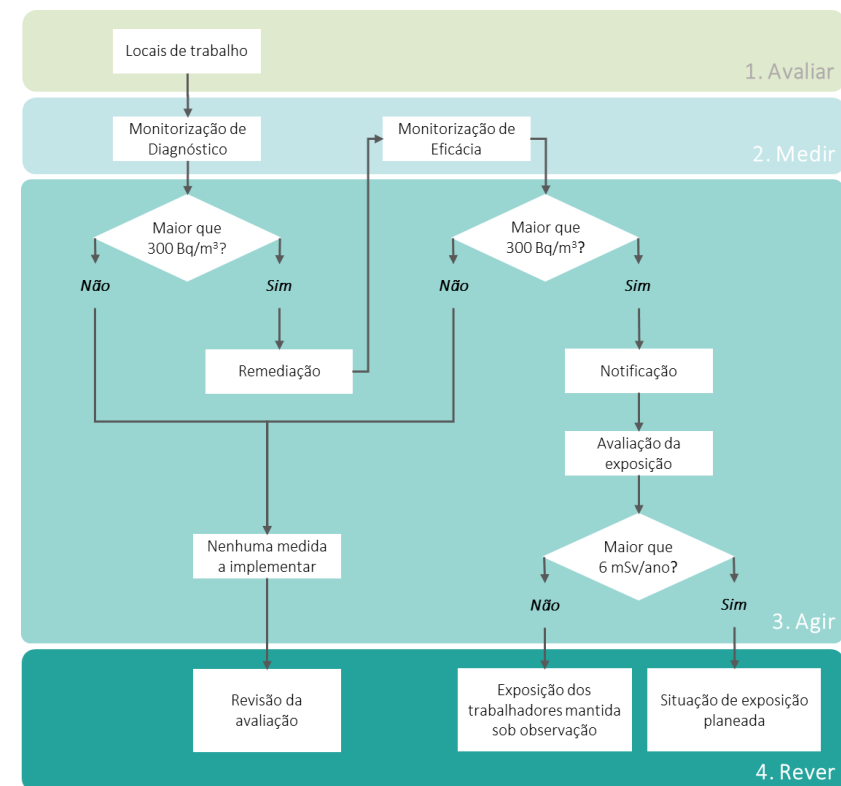 Locais de trabalho
1. Avaliar
Monitorização de
Diagnóstico
Monitorização de
Eficácia
2. Medir
Maior que
300 Bq/m³?
Não
Sim
Maior que
300 Bq/m³?
Não
Sim
Remediação
Notificação
Avaliação da
exposição
Nenhuma medida
a implementar
Maior que
6 mSv/ano?
Não
Sim
3. Agir
Revisão da
avaliação
Exposição dos
trabalhadores mantida
sob observação
Situação de exposição
planeada
4. Rever